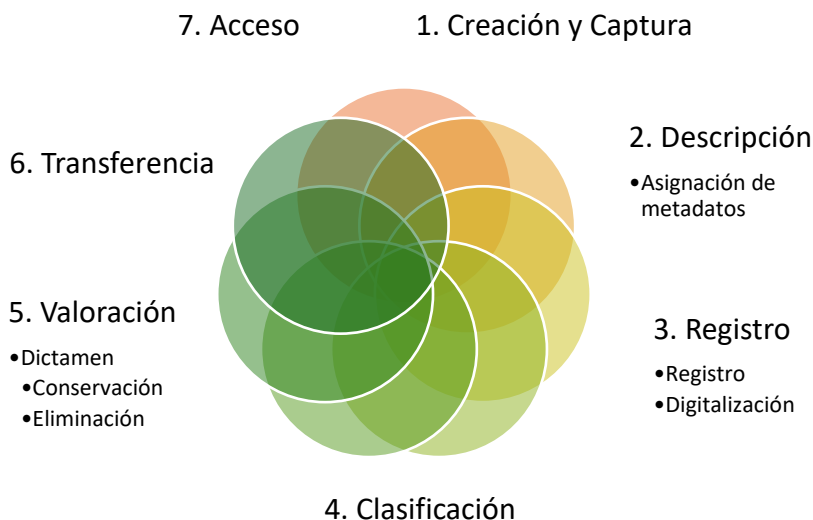 7. Acceso
1. Creación y Captura
2. Descripción
•Asignación de
metadatos
3. Registro
•Registro
•Digitalización
4. Clasificación
5. Valoración
•Dictamen
•Conservación
•Eliminación
6. Transferencia